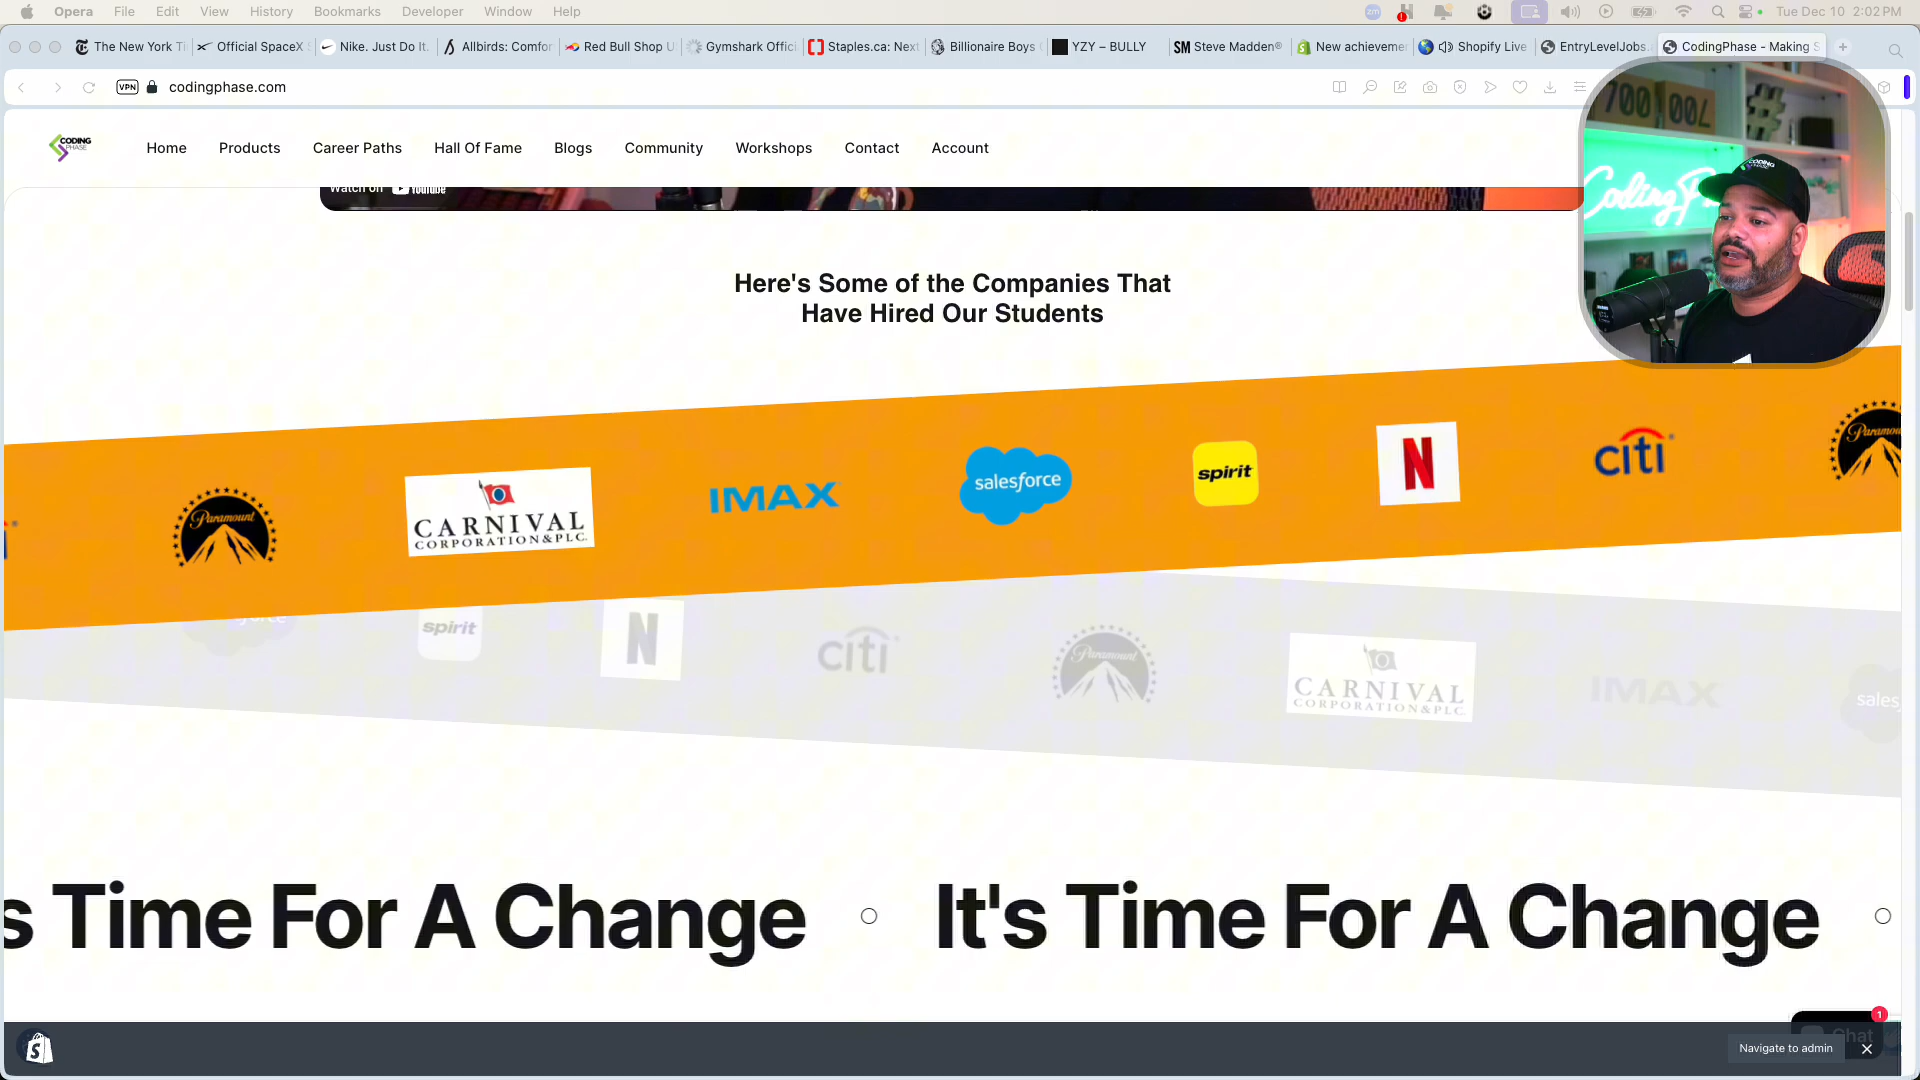 Opera File Edit View History Bookmarks Developer Window Help
Tue Dec 10 2:02 PM
The New York Ti
Official SpaceX
Nike. Just Do It.
Allbirds: Comfor
Red Bull Shop U
Gymshark Offici
Staples.ca: Next
Billionaire Boys
YZY – BULLY
SM Steve Madden®
New achieveme
Shopify Live
EntryLevelJobs.
CodingPhase - Making S
VPN codingphase.com
CODING PHASE
Home Products Career Paths Hall Of Fame Blogs Community Workshops Contact Account
Watch on YouTube
Here's Some of the Companies That
Have Hired Our Students
Paramount
CARNIVAL
CORPORATION&PLC.
IMAX
salesforce
spirit
N
citi
Paramount
spirit
N
citi
Paramount
CARNIVAL
CORPORATION&PLC.
IMAX
sales
s Time For A Change
It's Time For A Change
1
Chat
Navigate to admin